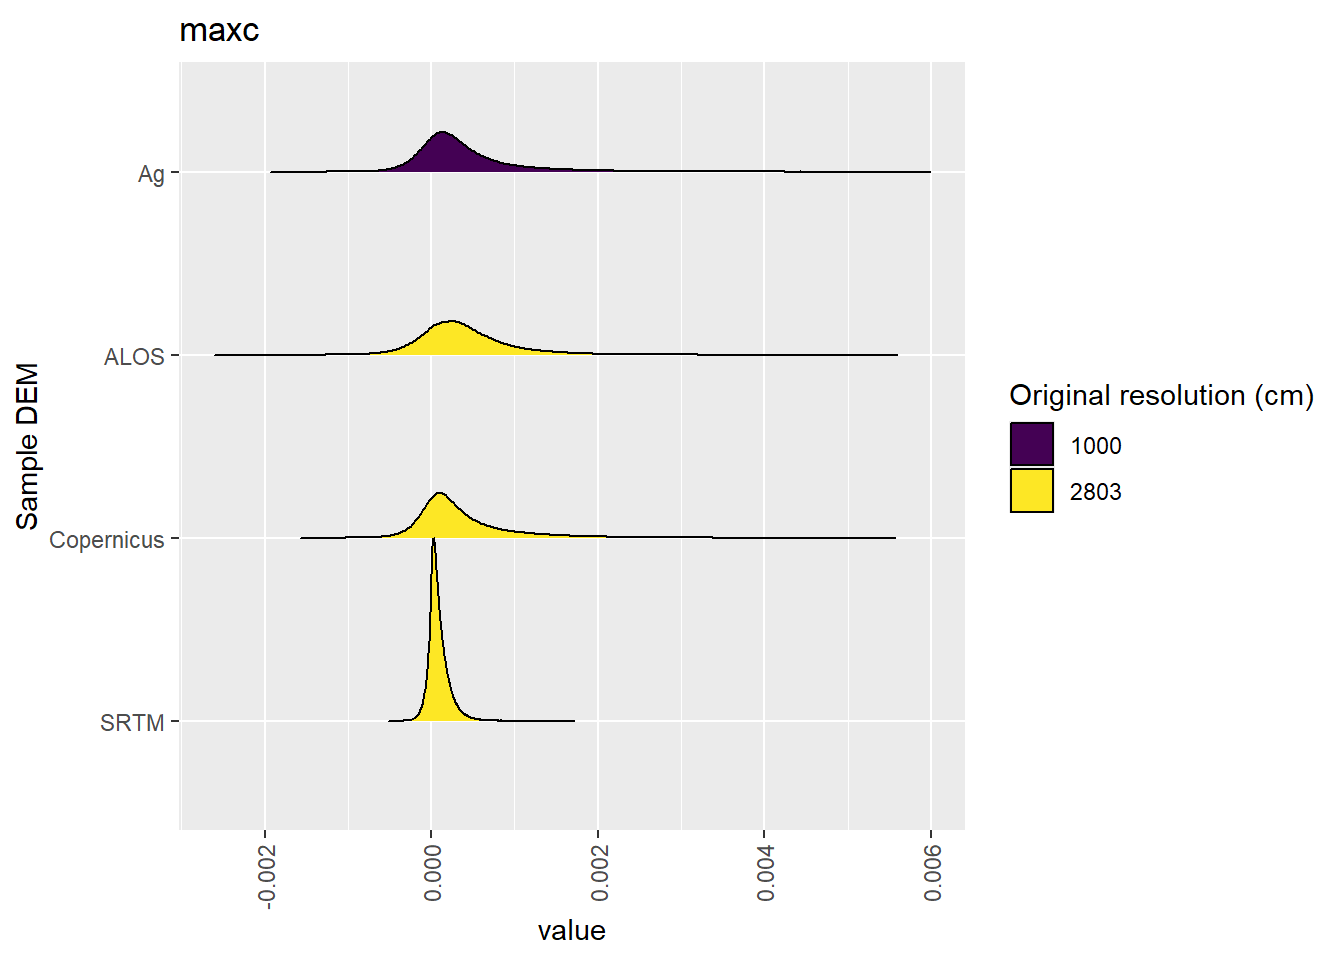 maxc
Ag
ALOS
Copernicus
SRTM
Sample DEM
-0.002
0.000
0.002
0.004
0.006
value
Original resolution (cm)
1000
2803